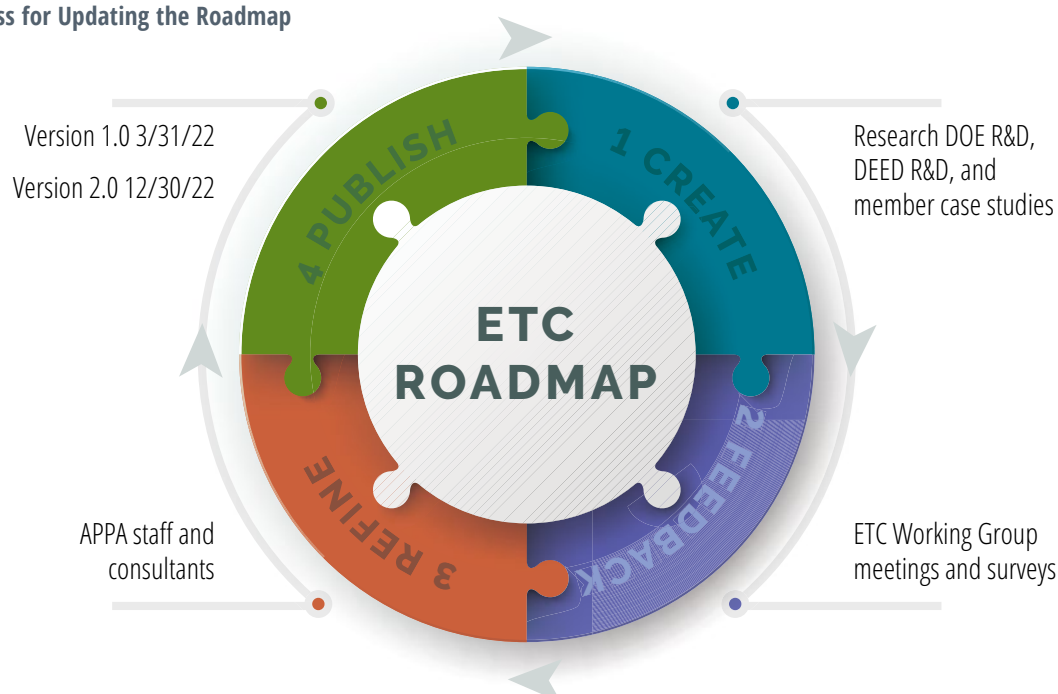 ss for Updating the Roadmap
Version 1.0 3/31/22
Version 2.0 12/30/22
4 PUBLISH
1 CREATE
Research DOE R&D,
DEED R&D, and
member case studies
ETC
ROADMAP
APPA staff and
consultants
3 REFINE
2 FEEDBACK
ETC Working Group
meetings and surveys